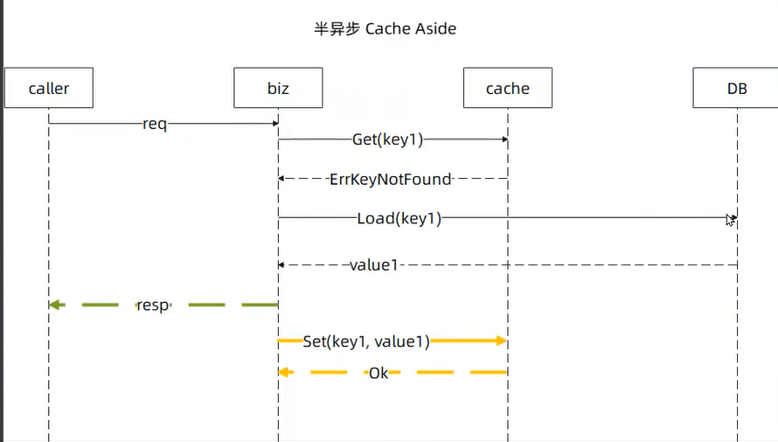 半异步 Cache Aside
caller
biz
cache
DB
req
Get(key1)
ErrKeyNotFound
Load(key1)
value1
resp
Set(key1, value1)
Ok